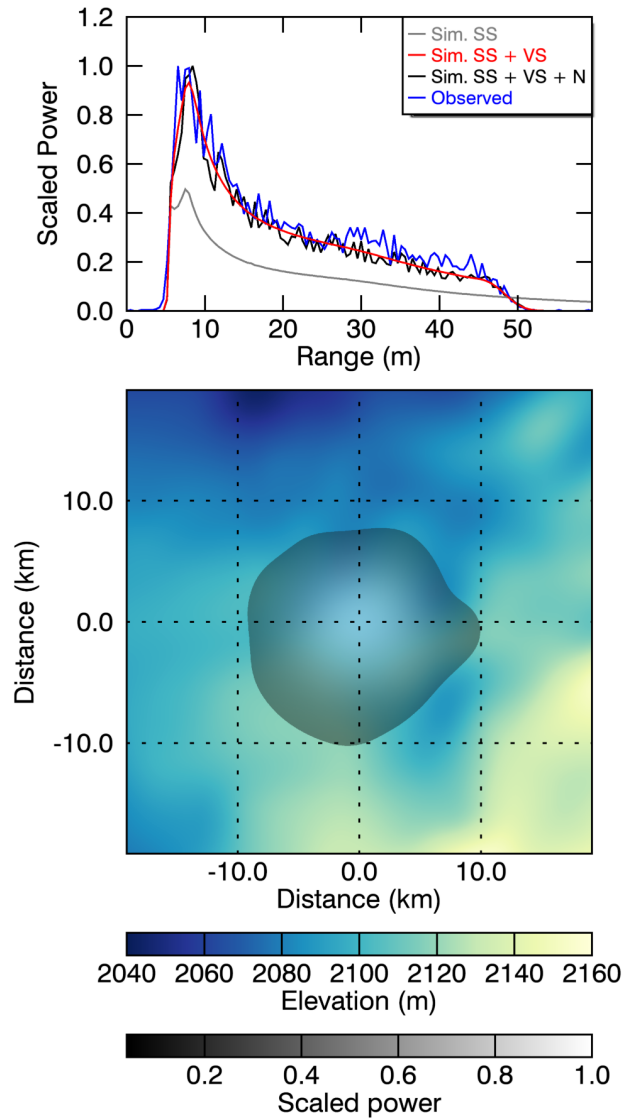 1.2
1.0
0.8
0.6
0.4
0.2
0.0
Scaled Power
Sim. SS
Sim. SS + VS
Sim. SS + VS + N
Observed
0 10 20 30 40 50
Range (m)
10.0
0.0
-10.0
Distance (km)
-10.0 0.0 10.0
Distance (km)
2040 2060 2080 2100 2120 2140 2160
Elevation (m)
0.2 0.4 0.6 0.8 1.0
Scaled power